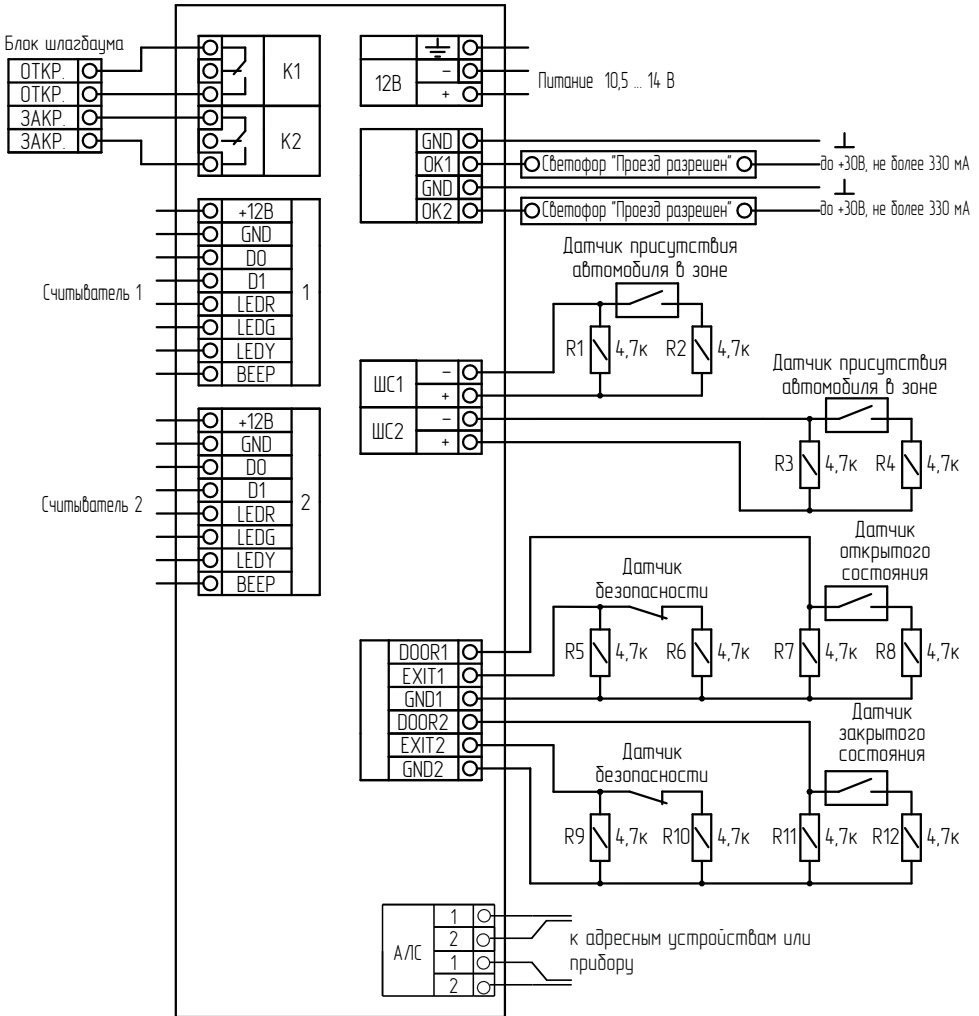 Блок шлагбаума
ОТКР.
ОТКР.
ЗАКР.
ЗАКР.
К1
К2
12В
−
+
Питание 10,5 ... 14 В
GND
OK1
GND
OK2
Светофор "Проезд разрешен"
до +30В, не более 330 мА
Светофор "Проезд разрешен"
до +30В, не более 330 мА
Считыватель 1
+12В
GND
D0
D1
LEDR
LEDG
LEDY
BEEP
1
Считыватель 2
+12В
GND
D0
D1
LEDR
LEDG
LEDY
BEEP
2
Датчик присутствия
автомобиля в зоне
R1 4,7к R2 4,7к
ШС1
−
+
ШС2
−
+
Датчик присутствия
автомобиля в зоне
R3 4,7к R4 4,7к
DOOR1
EXIT1
GND1
DOOR2
EXIT2
GND2
Датчик
безопасности
R5 4,7к R6 4,7к
Датчик
открытого
состояния
R7 4,7к R8 4,7к
Датчик
безопасности
R9 4,7к R10 4,7к
Датчик
закрытого
состояния
R11 4,7к R12 4,7к
АЛС
1
2
1
2
к адресным устройствам или
прибору